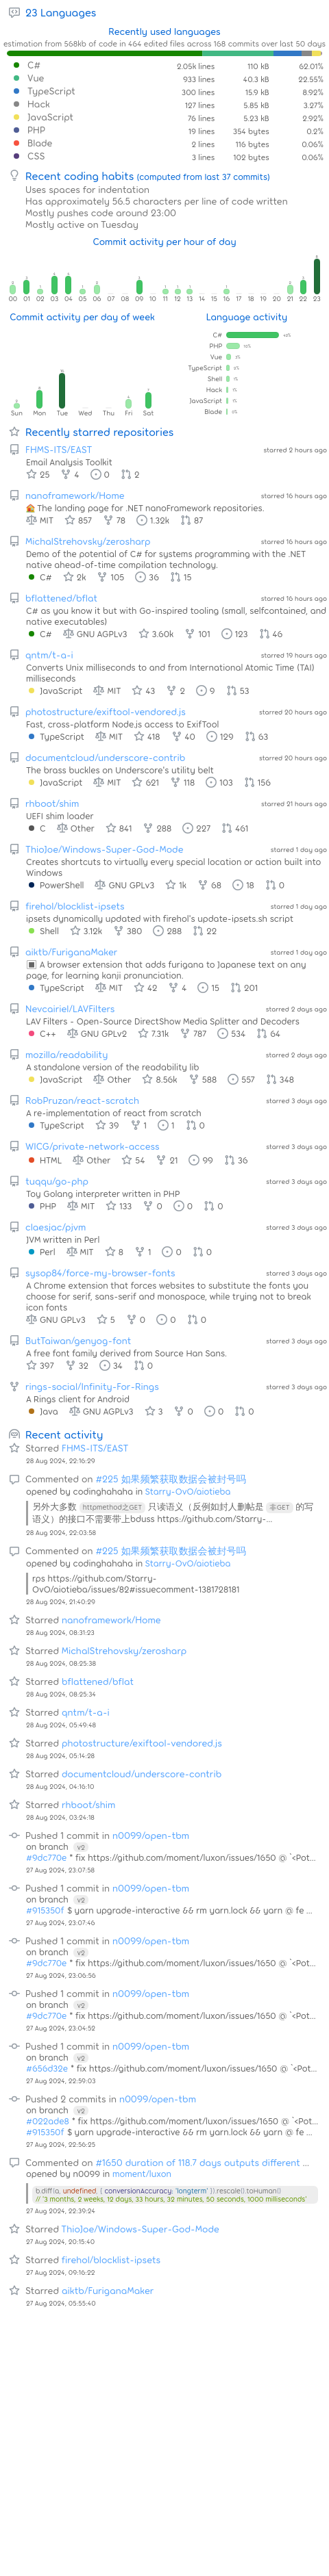 23 Languages
Recently used languages
estimation from 568kb of code in 464 edited files across 168 commits over last 50 days
C# 2.05k lines 110 kB 62.01%
Vue 933 lines 40.3 kB 22.55%
TypeScript 300 lines 15.9 kB 8.92%
Hack 127 lines 5.85 kB 3.27%
JavaScript 76 lines 5.23 kB 2.92%
PHP 19 lines 354 bytes 0.2%
Blade 2 lines 116 bytes 0.06%
CSS 3 lines 102 bytes 0.06%
Recent coding habits (computed from last 37 commits)
Uses spaces for indentation
Has approximately 56.5 characters per line of code written
Mostly pushes code around 23:00
Mostly active on Tuesday
Commit activity per hour of day
00 01 02 03 04 05 06 07 08 09 10 11 12 13 14 15 16 17 18 19 20 21 22 23
Commit activity per day of week
Language activity
C#
PHP
Vue
TypeScript
Shell
Hack
JavaScript
Blade
Sun Mon Tue Wed Thu Fri Sat
Recently starred repositories
FHMS-ITS/EAST starred 2 hours ago
Email Analysis Toolkit
25 4 0 2
nanoframework/Home starred 16 hours ago
🏠 The landing page for .NET nanoFramework repositories.
MIT 857 78 1.32k 87
MichalStrehovsky/zerosharp starred 16 hours ago
Demo of the potential of C# for systems programming with the .NET
native ahead-of-time compilation technology.
C# 2k 105 36 15
bflattened/bflat starred 16 hours ago
C# as you know it but with Go-inspired tooling (small, selfcontained, and
native executables)
C# GNU AGPLv3 3.60k 101 123 46
qntm/t-a-i starred 19 hours ago
Converts Unix milliseconds to and from International Atomic Time (TAI)
milliseconds
JavaScript MIT 43 2 9 53
photostructure/exiftool-vendored.js starred 20 hours ago
Fast, cross-platform Node.js access to ExifTool
TypeScript MIT 418 40 129 63
documentcloud/underscore-contrib starred 20 hours ago
The brass buckles on Underscore's utility belt
JavaScript MIT 621 118 103 156
rhboot/shim starred 21 hours ago
UEFI shim loader
C Other 841 288 227 461
ThioJoe/Windows-Super-God-Mode starred 1 day ago
Creates shortcuts to virtually every special location or action built into
Windows
PowerShell GNU GPLv3 1k 68 18 0
firehol/blocklist-ipsets starred 1 day ago
ipsets dynamically updated with firehol's update-ipsets.sh script
Shell 3.12k 380 288 22
aiktb/FuriganaMaker starred 1 day ago
A browser extension that adds furigana to Japanese text on any
page, for learning kanji pronunciation.
TypeScript MIT 42 4 15 201
Nevcairiel/LAVFilters starred 2 days ago
LAV Filters - Open-Source DirectShow Media Splitter and Decoders
C++ GNU GPLv2 7.31k 787 534 64
mozilla/readability starred 2 days ago
A standalone version of the readability lib
JavaScript Other 8.56k 588 557 348
RobPruzan/react-scratch starred 3 days ago
A re-implementation of react from scratch
TypeScript 39 1 1 0
WICG/private-network-access starred 3 days ago
HTML Other 54 21 99 36
tuqqu/go-php starred 3 days ago
Toy Golang interpreter written in PHP
PHP MIT 133 0 0 0
cloesjac/pjvm starred 3 days ago
JVM written in Perl
Perl MIT 8 1 0 0
sysop84/force-my-browser-fonts starred 3 days ago
A Chrome extension that forces websites to substitute the fonts you
choose for serif, sans-serif and monospace, while trying not to break
icon fonts
GNU GPLv3 5 0 0 0
ButTaiwan/genyog-font starred 3 days ago
A free font family derived from Source Han Sans.
397 32 34 0
rings-social/Infinity-For-Rings starred 3 days ago
A Rings client for Android
Java GNU AGPLv3 3 0 0 0
Recent activity
Starred FHMS-ITS/EAST
28 Aug 2024, 22:16:29
Commented on #225 如果频繁获取数据会被封号吗
opened by codinghahaha in Starry-OvO/aiotieba
另外大多数 httpmethod之GET 只读语义（反例如封人删帖是 非GET 的写
语义）的接口不需要带上bduss https://github.com/Starry-...
28 Aug 2024, 22:03:58
Commented on #225 如果频繁获取数据会被封号吗
opened by codinghahaha in Starry-OvO/aiotieba
rps https://github.com/Starry-
OvO/aiotieba/issues/82#issuecomment-1381728181
28 Aug 2024, 21:40:29
Starred nanoframework/Home
28 Aug 2024, 08:31:23
Starred MichalStrehovsky/zerosharp
28 Aug 2024, 08:25:38
Starred bflattened/bflat
28 Aug 2024, 08:25:34
Starred qntm/t-a-i
28 Aug 2024, 05:49:48
Starred photostructure/exiftool-vendored.js
28 Aug 2024, 05:14:28
Starred documentcloud/underscore-contrib
28 Aug 2024, 04:16:10
Starred rhboot/shim
28 Aug 2024, 03:24:18
Pushed 1 commit in n0099/open-tbm
on branch v2
#9dc770e * fix https://github.com/moment/luxon/issues/1650 @ `<Pot...
27 Aug 2024, 23:07:58
Pushed 1 commit in n0099/open-tbm
on branch v2
#915350f $ yarn upgrade-interactive && rm yarn.lock && yarn @ fe ...
27 Aug 2024, 23:07:46
Pushed 1 commit in n0099/open-tbm
on branch v2
#9dc770e * fix https://github.com/moment/luxon/issues/1650 @ `<Pot...
27 Aug 2024, 23:06:56
Pushed 1 commit in n0099/open-tbm
on branch v2
#9dc770e * fix https://github.com/moment/luxon/issues/1650 @ `<Pot...
27 Aug 2024, 23:04:52
Pushed 1 commit in n0099/open-tbm
on branch v2
#656d32e * fix https://github.com/moment/luxon/issues/1650 @ `<Pot...
27 Aug 2024, 22:59:03
Pushed 2 commits in n0099/open-tbm
on branch v2
#022ade8 * fix https://github.com/moment/luxon/issues/1650 @ `<Pot...
#915350f $ yarn upgrade-interactive && rm yarn.lock && yarn @ fe ...
27 Aug 2024, 22:56:25
Commented on #1650 duration of 118.7 days outputs different ...
opened by n0099 in moment/luxon
b.diff(a, undefined, { conversionAccuracy: 'longterm' }).rescale().toHuman()
// '3 months, 2 weeks, 12 days, 33 hours, 32 minutes, 50 seconds, 1000 milliseconds'
27 Aug 2024, 22:39:24
Starred ThioJoe/Windows-Super-God-Mode
27 Aug 2024, 20:15:40
Starred firehol/blocklist-ipsets
27 Aug 2024, 09:16:22
Starred aiktb/FuriganaMaker
27 Aug 2024, 05:55:40